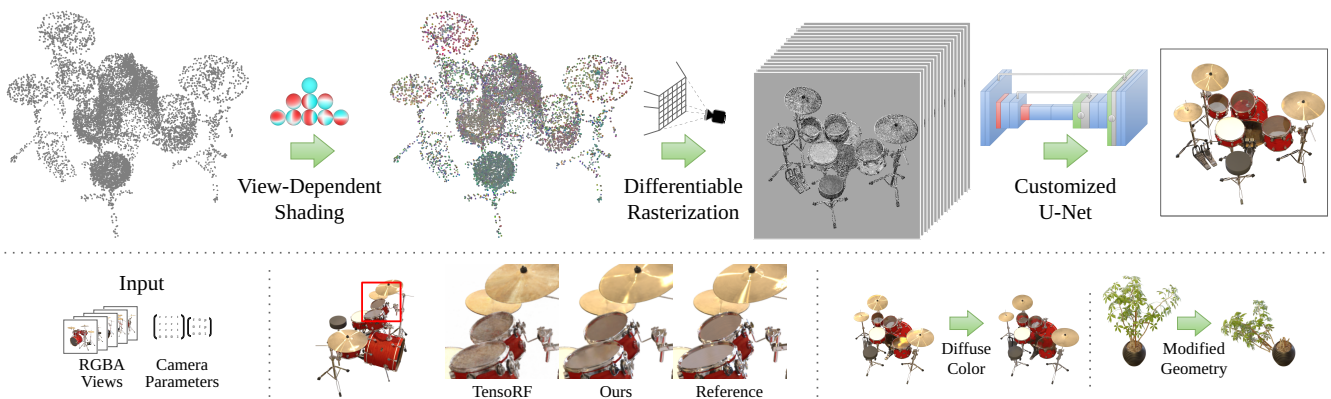 View-Dependent
Shading
Differentiable
Rasterization
Customized
U-Net
Input
RGBA
Views
Camera
Parameters
TensoRF
Ours
Reference
Diffuse
Color
Modified
Geometry